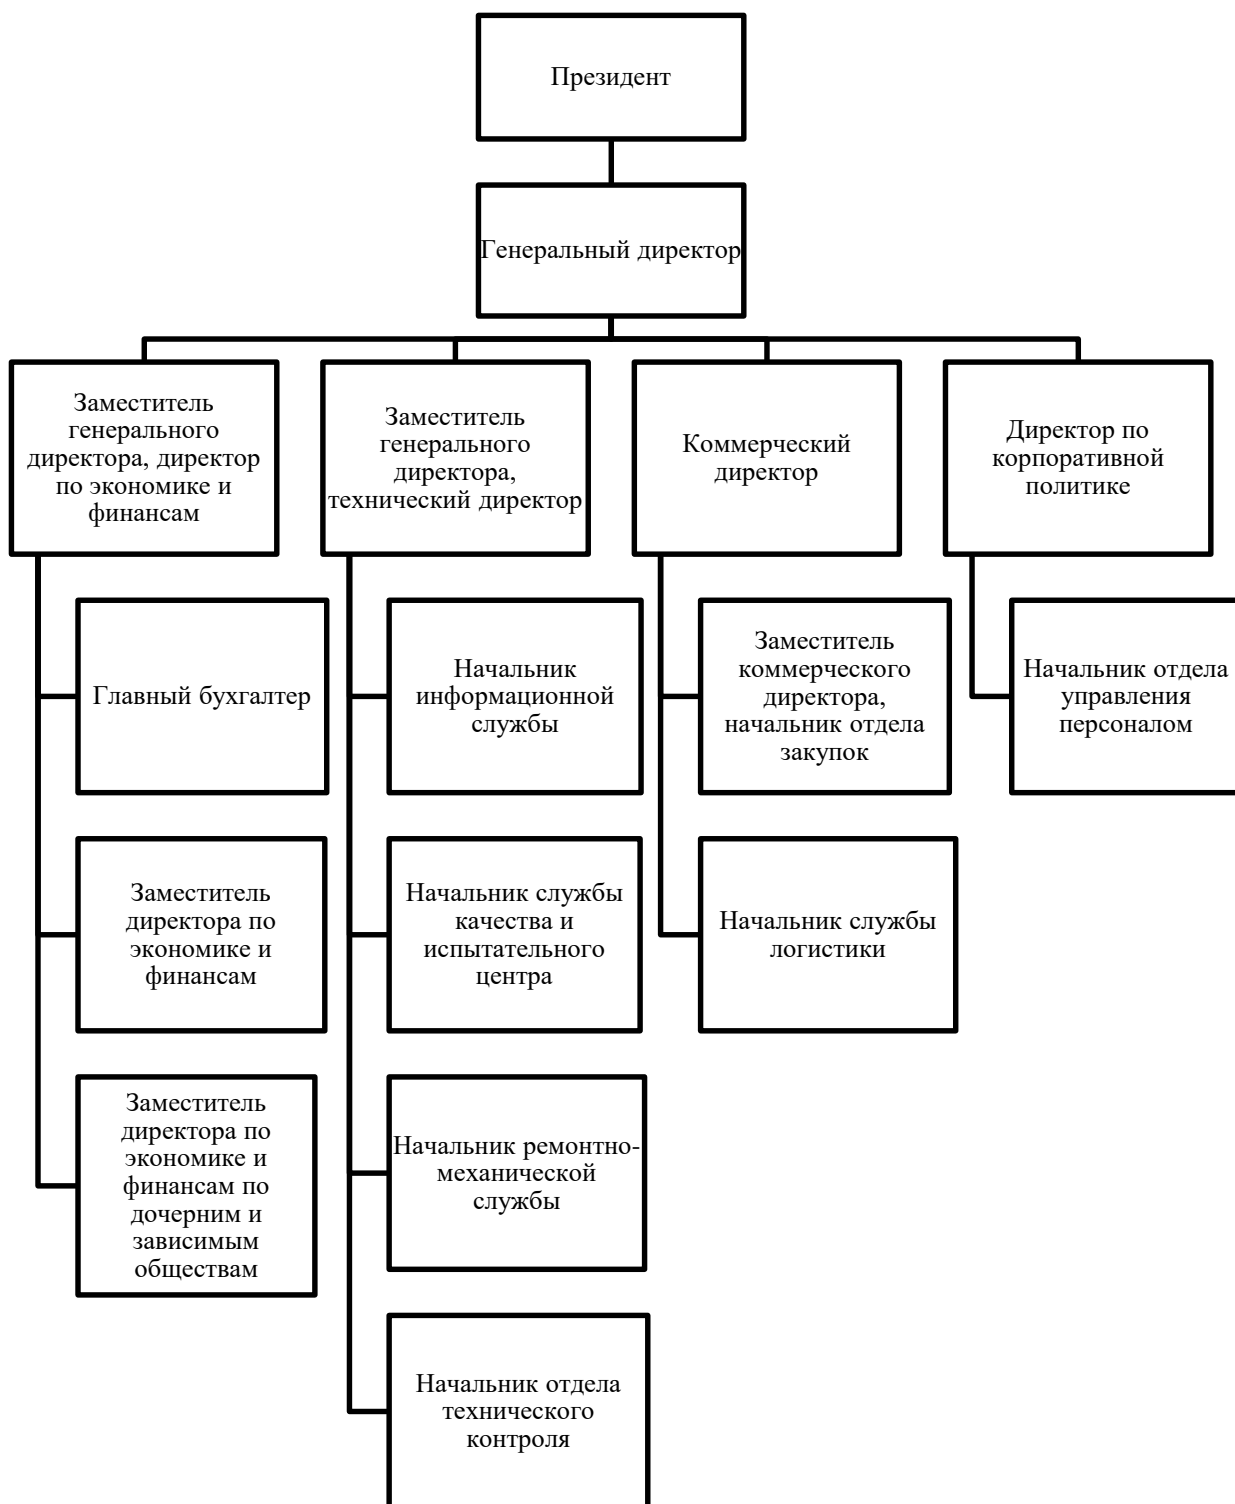 Президент
Генеральный директор
Заместитель
генерального
директора, директор
по экономике и
финансам
Заместитель
генерального
директора,
технический директор
Коммерческий
директор
Директор по
корпоративной
политике
Главный бухгалтер
Начальник
информационной
службы
Заместитель
коммерческого
директора,
начальник отдела
закупок
Начальник отдела
управления
персоналом
Заместитель
директора по
экономике и
финансам
Начальник службы
качества и
испытательного
центра
Начальник службы
логистики
Заместитель
директора по
экономике и
финансам по
дочерним и
зависимым
обществам
Начальник ремонтно-
механической
службы
Начальник отдела
технического
контроля